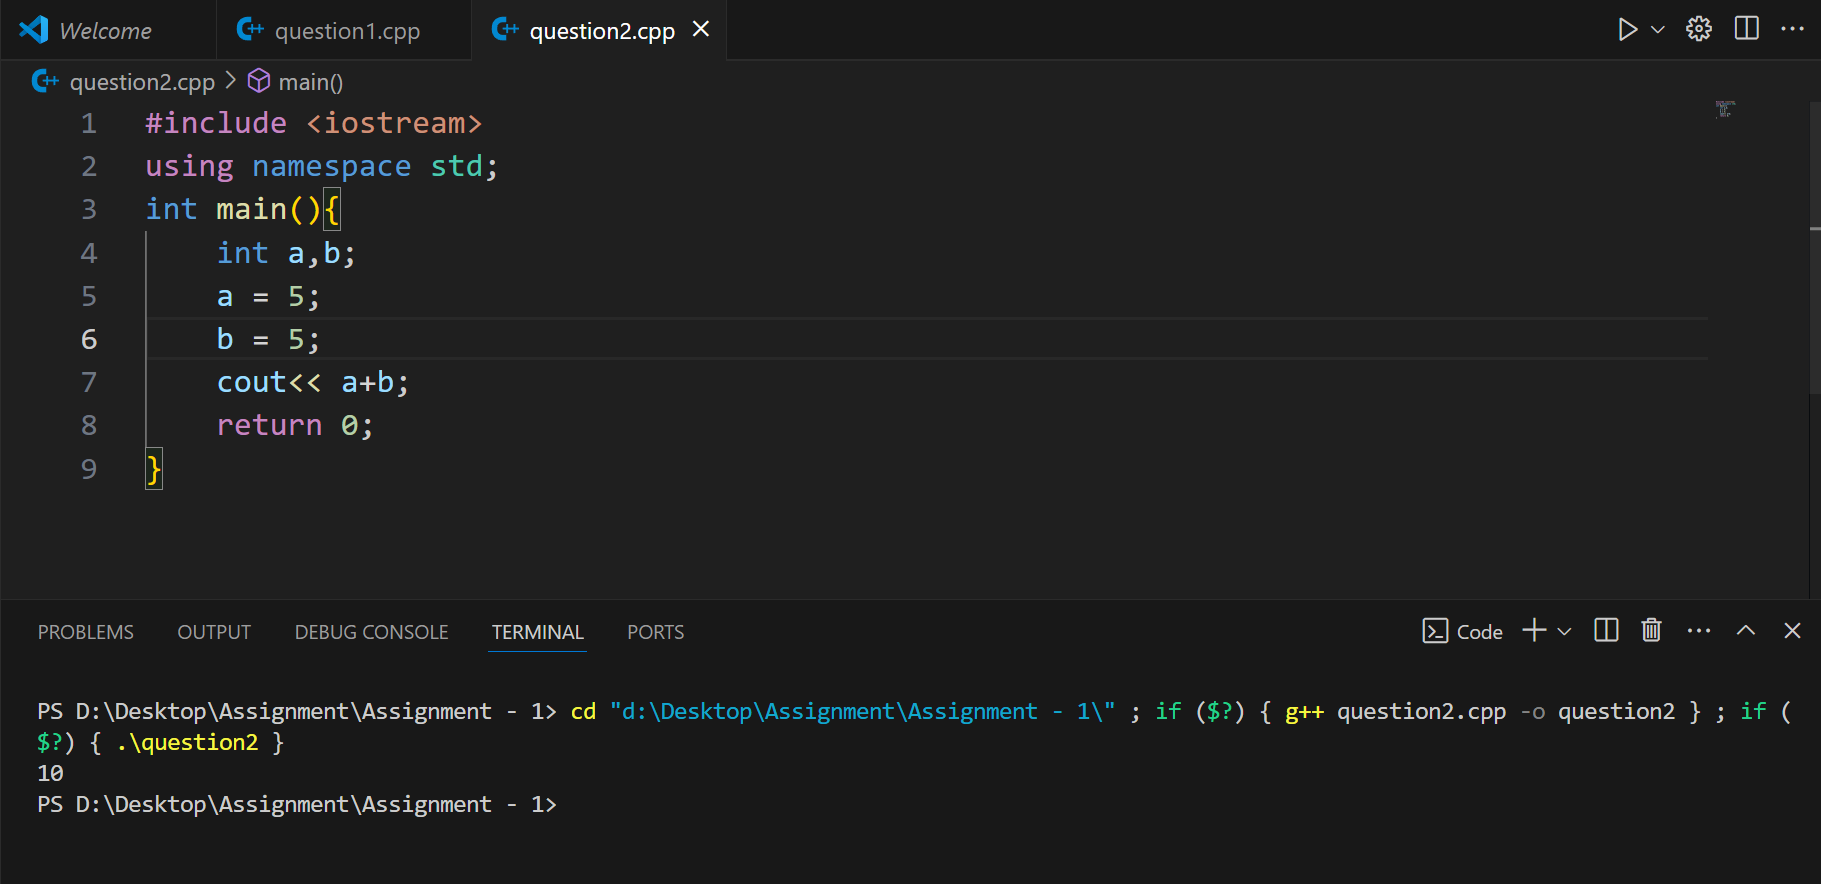 Welcome
question1.cpp
question2.cpp
question2.cpp > main()
1 #include <iostream>
2 using namespace std;
3 int main(){
4     int a,b;
5     a = 5;
6     b = 5;
7     cout<< a+b;
8     return 0;
9 }
PROBLEMS OUTPUT DEBUG CONSOLE TERMINAL PORTS Code
PS D:\Desktop\Assignment\Assignment - 1> cd "d:\Desktop\Assignment\Assignment - 1\" ; if ($?) { g++ question2.cpp -o question2 } ; if (
$?) { .\question2 }
10
PS D:\Desktop\Assignment\Assignment - 1>